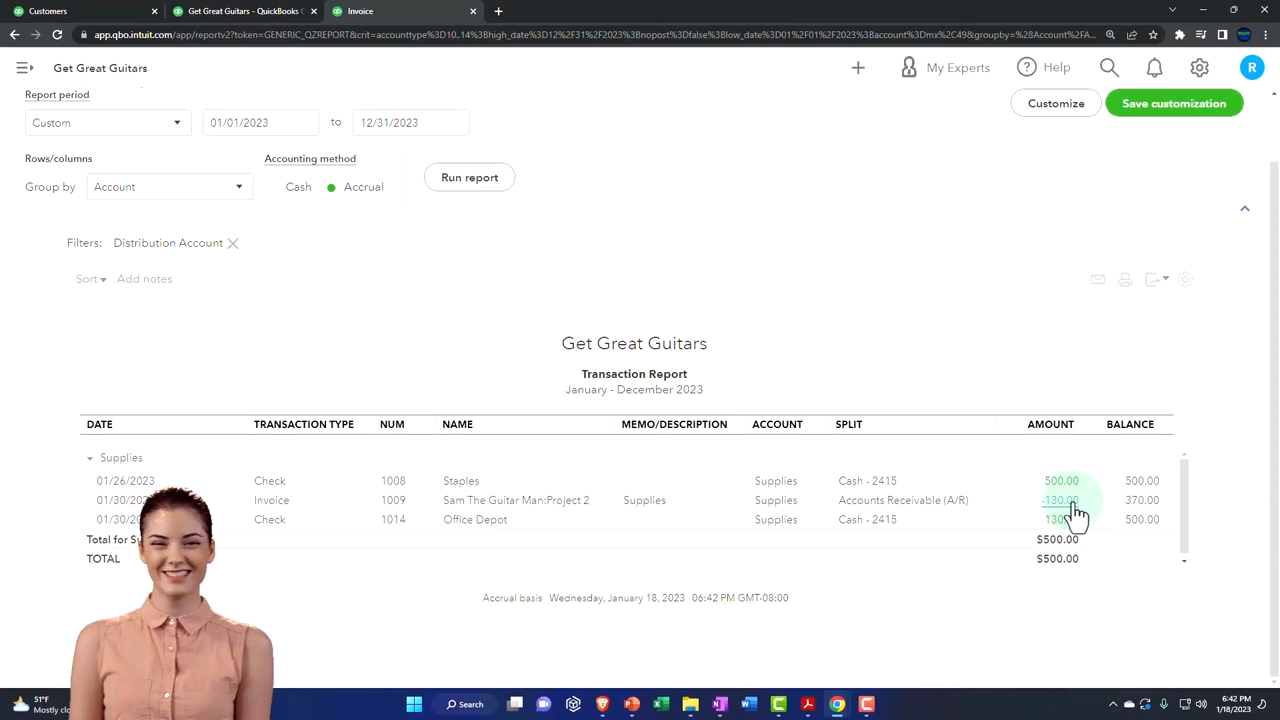 Customers
Get Great Guitars - QuickBooks O
Invoice
app.qbo.intuit.com/app/reportv2?token=GENERIC_QZREPORT&crit=accounttype%3D10..14%3bhigh_date%3D12%2F31%2F2023%3bnopost%3Dfalse%3blow_date%3D01%2F01%2F2023%3baccount%3Dmx%2C49&groupby=%28Account%2FA...
Get Great Guitars
My Experts
Help
R
Report period
Customize
Save customization
Custom
01/01/2023
to
12/31/2023
Rows/columns
Accounting method
Group by
Account
Cash
Accrual
Run report
Filters: Distribution Account
Sort
Add notes
Get Great Guitars
Transaction Report
January - December 2023
DATE TRANSACTION TYPE NUM NAME MEMO/DESCRIPTION ACCOUNT SPLIT AMOUNT BALANCE
Supplies
01/26/2023 Check 1008 Staples Supplies Cash - 2415 500.00 500.00
01/30/2023 Invoice 1009 Sam The Guitar Man:Project 2 Supplies Supplies Accounts Receivable (A/R) -130.00 370.00
Check 1014 Office Depot Supplies Cash - 2415 500.00
Total for $500.00
TOTAL $500.00
Accrual basis Wednesday, January 18, 2023 06:42 PM GMT-08:00
51°F
Mostly
Search
6:42 PM
1/18/2023